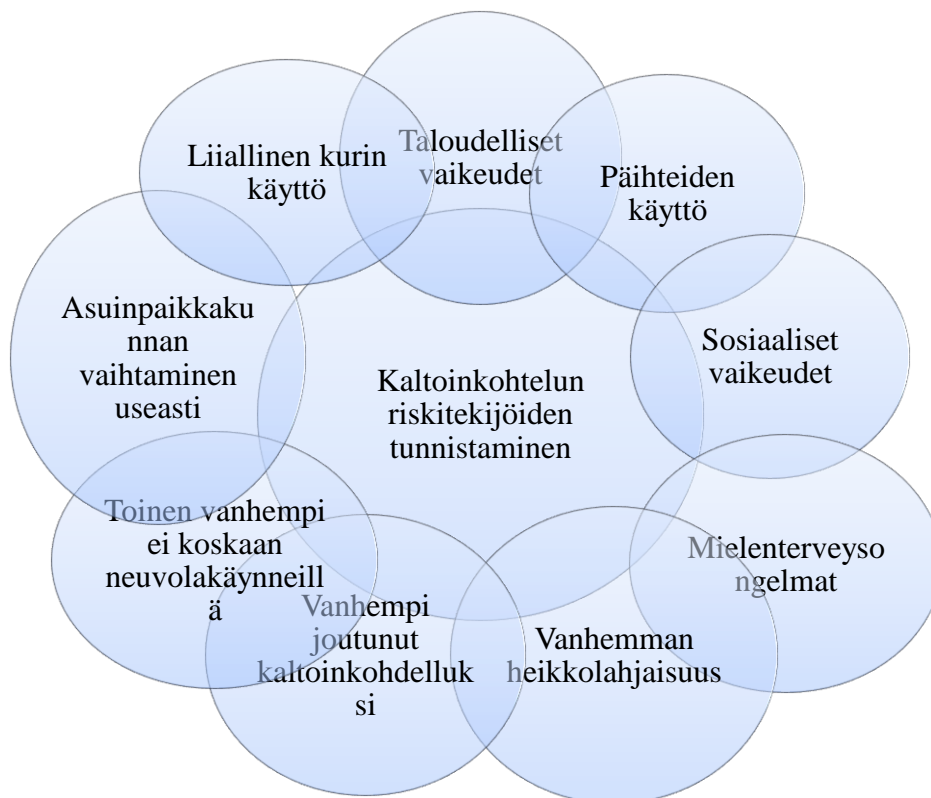 Taloudelliset
vaikeudet
Päihteiden
käyttö
Sosiaaliset
vaikeudet
Mielenterveyso
ngelmat
Vanhemman
heikkolahjaisuus
Vanhempi
joutunut
kaltoinkohdelluk
si
Toinen vanhempi
ei koskaan
neuvolakäynneill
ä
Asuinpaikkaku
nnan
vaihtaminen
useasti
Liiallinen kurin
käyttö
Kaltoinkohtelun
riskitekijöiden
tunnistaminen